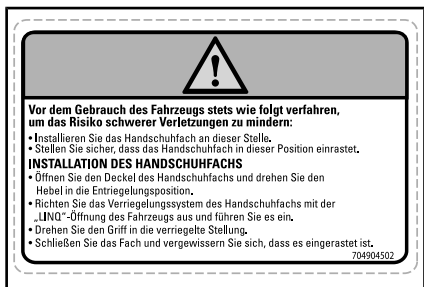 Vor dem Gebrauch des Fahrzeugs stets wie folgt verfahren,
um das Risiko schwerer Verletzungen zu mindern:
• Installieren Sie das Handschuhfach an dieser Stelle.
• Stellen Sie sicher, dass das Handschuhfach in dieser Position einrastet.
INSTALLATION DES HANDSCHUHFACHS
• Öffnen Sie den Deckel des Handschuhfachs und drehen Sie den
Hebel in die Entriegelungsposition.
• Richten Sie das Verriegelungssystem des Handschuhfachs mit der
„LINQ“-Öffnung des Fahrzeugs aus und führen Sie es ein.
• Drehen Sie den Griff in die verriegelte Stellung.
• Schließen Sie das Fach und vergewissern Sie sich, dass es eingerastet ist.
704904502